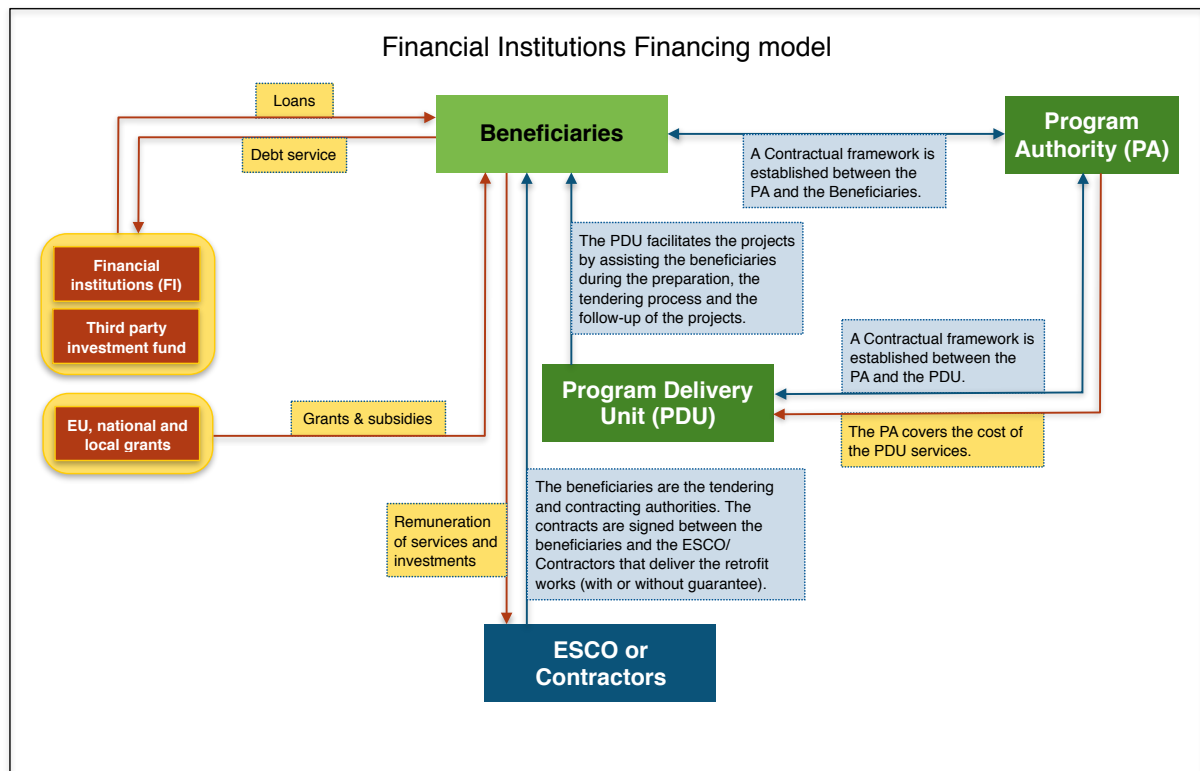 Financial Institutions Financing model
Loans
Beneficiaries
Program
Authority (PA)
Debt service
A Contractual framework is
established between the
PA and the Beneficiaries.
Financial
institutions (FI)
Third party
investment fund
The PDU facilitates the projects
by assisting the beneficiaries
during the preparation, the
tendering process and the
follow-up of the projects.
A Contractual framework is
established between the
PA and the PDU.
Program Delivery
Unit (PDU)
EU, national and
local grants
Grants & subsidies
The PA covers the cost of
the PDU services.
The beneficiaries are the tendering
and contracting authorities. The
contracts are signed between the
beneficiaries and the ESCO/
Contractors that deliver the retrofit
works (with or without guarantee).
Remuneration
of services and
investments
ESCO or
Contractors